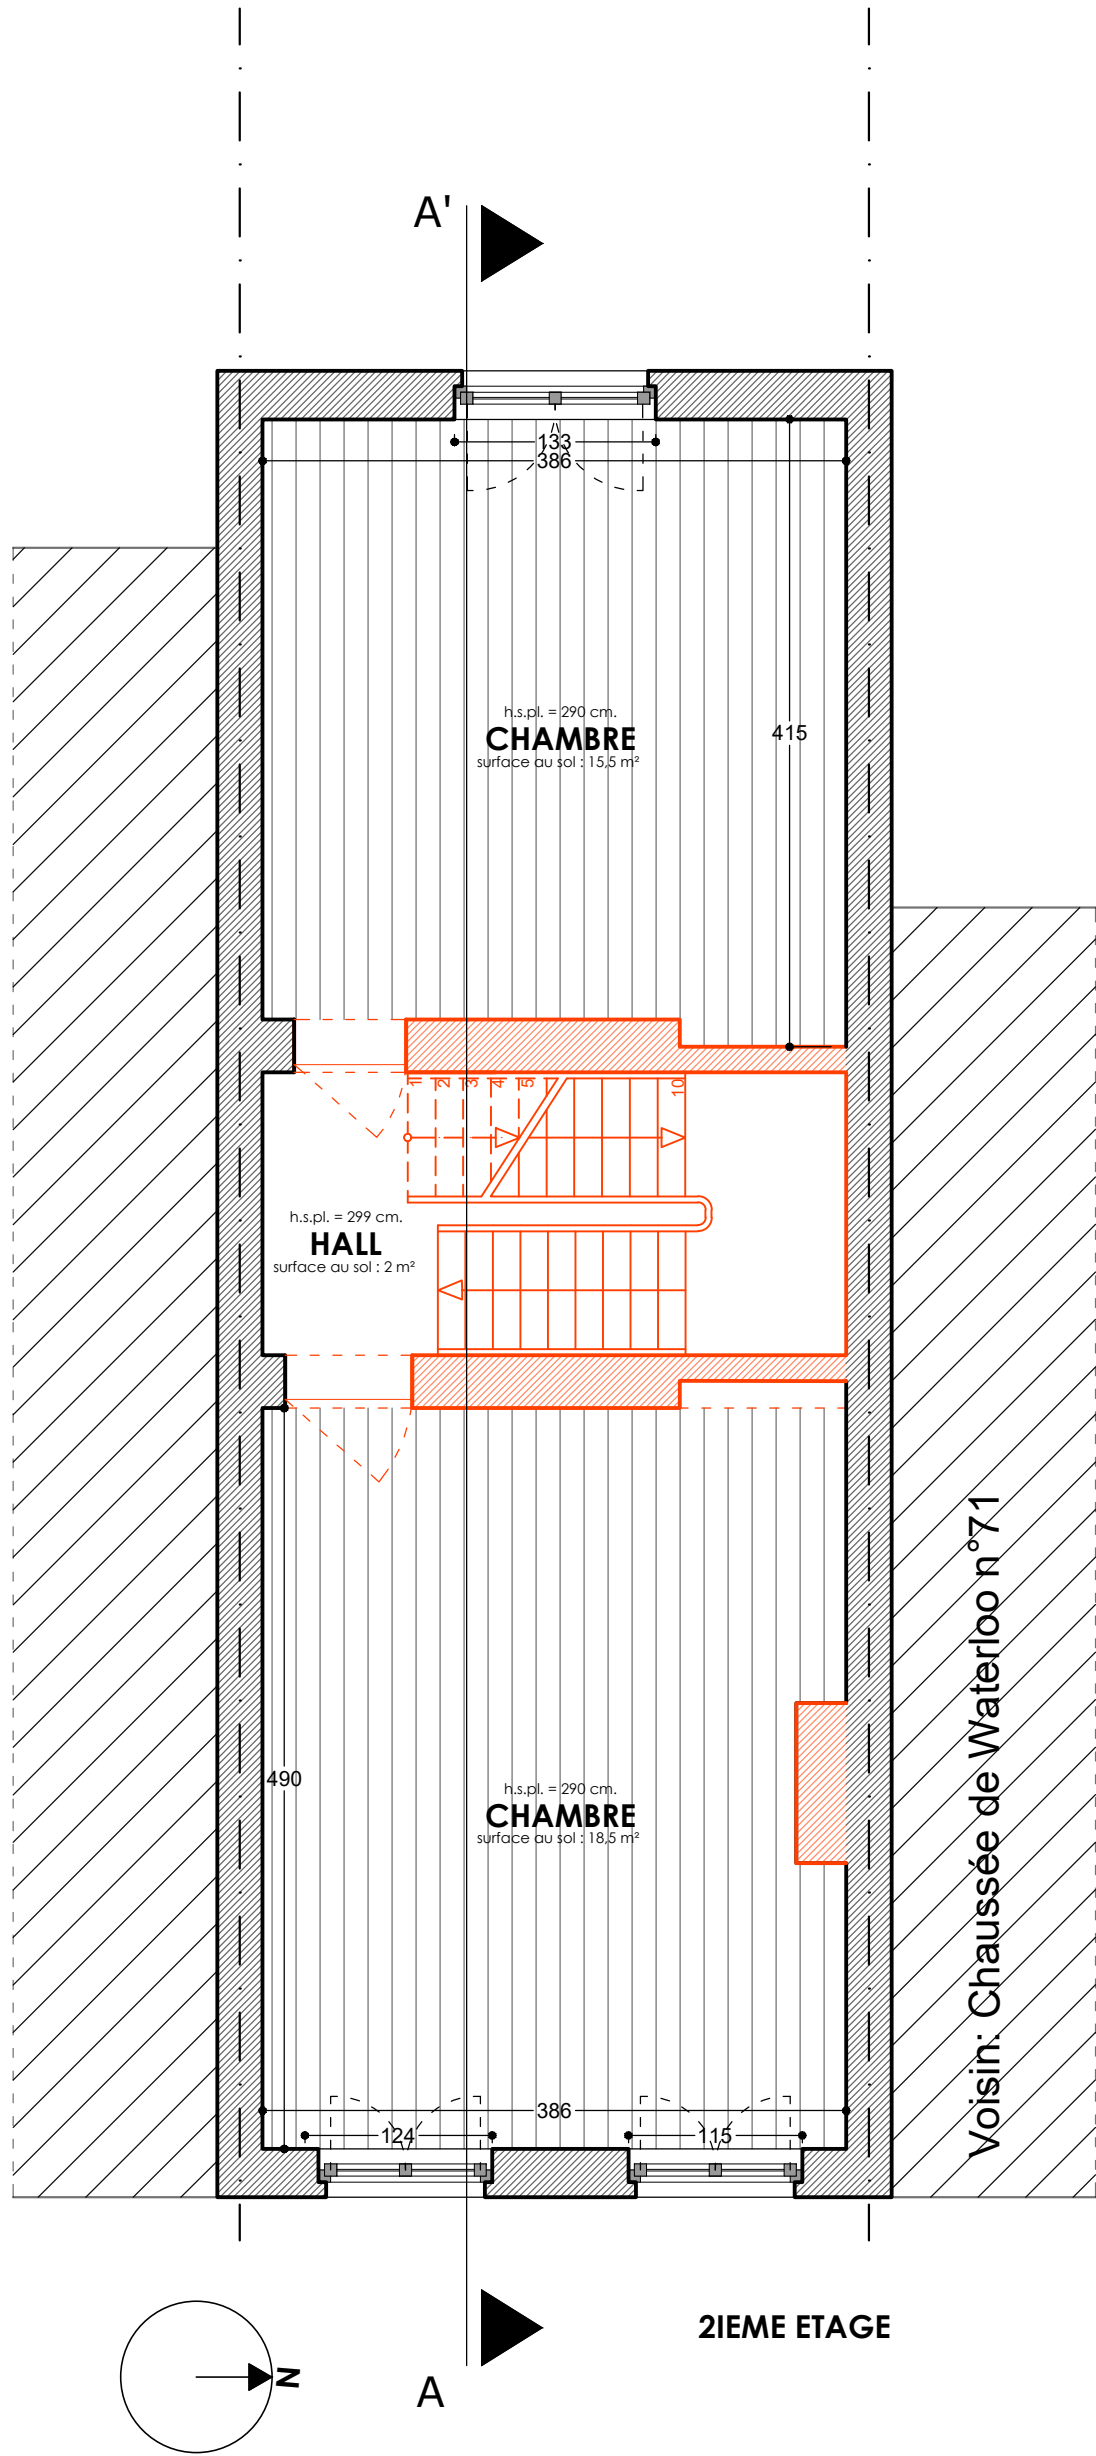 A'
133
386
h.s.pl. = 290 cm.
CHAMBRE
surface au sol : 15,5 m²
415
1 2 3 4 5 10
h.s.pl. = 299 cm.
HALL
surface au sol : 2 m²
Voisin: Chaussée de Waterloo n°71
490
h.s.pl. = 290 cm.
CHAMBRE
surface au sol : 18,5 m²
386
124 115
2IEME ETAGE
N
A